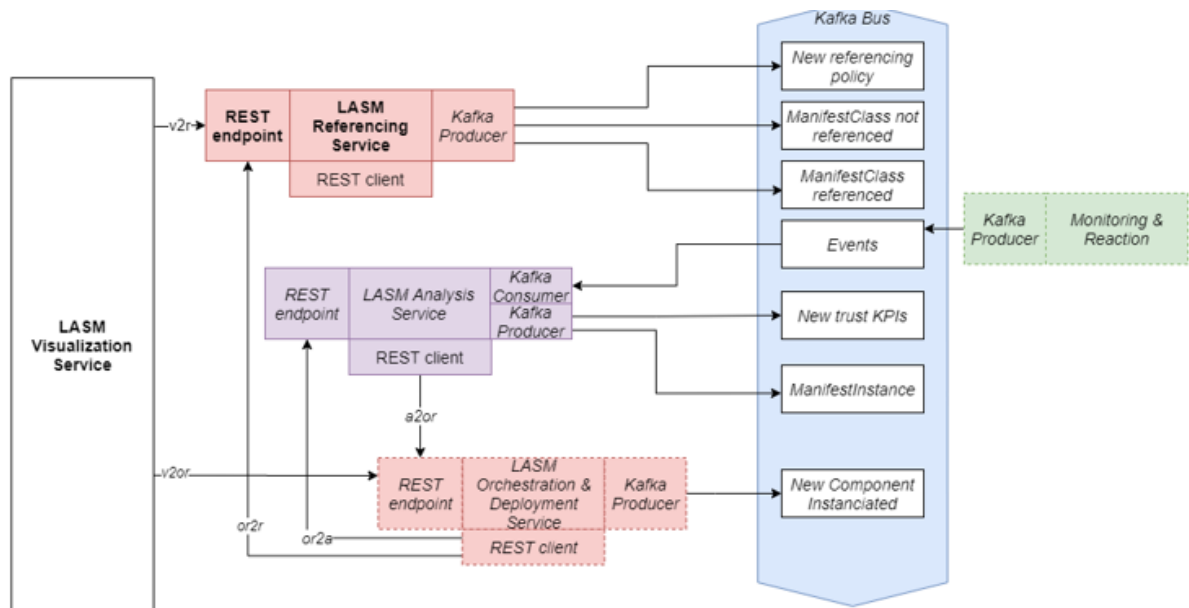 Kafka Bus
New referencing
policy
REST
endpoint
LASM
Referencing
Service
Kafka
Producer
v2r
ManifestClass not
referenced
REST client
ManifestClass
referenced
Kafka
Producer
Monitoring &
Reaction
Events
REST
endpoint
LASM Analysis
Service
Kafka
Consumer
Kafka
Producer
New trust KPIs
LASM
Visualization
Service
REST client
ManifestInstance
a2or
v2or
REST
endpoint
LASM
Orchestration &
Deployment
Service
Kafka
Producer
New Component
Instanciated
or2r
or2a
REST client